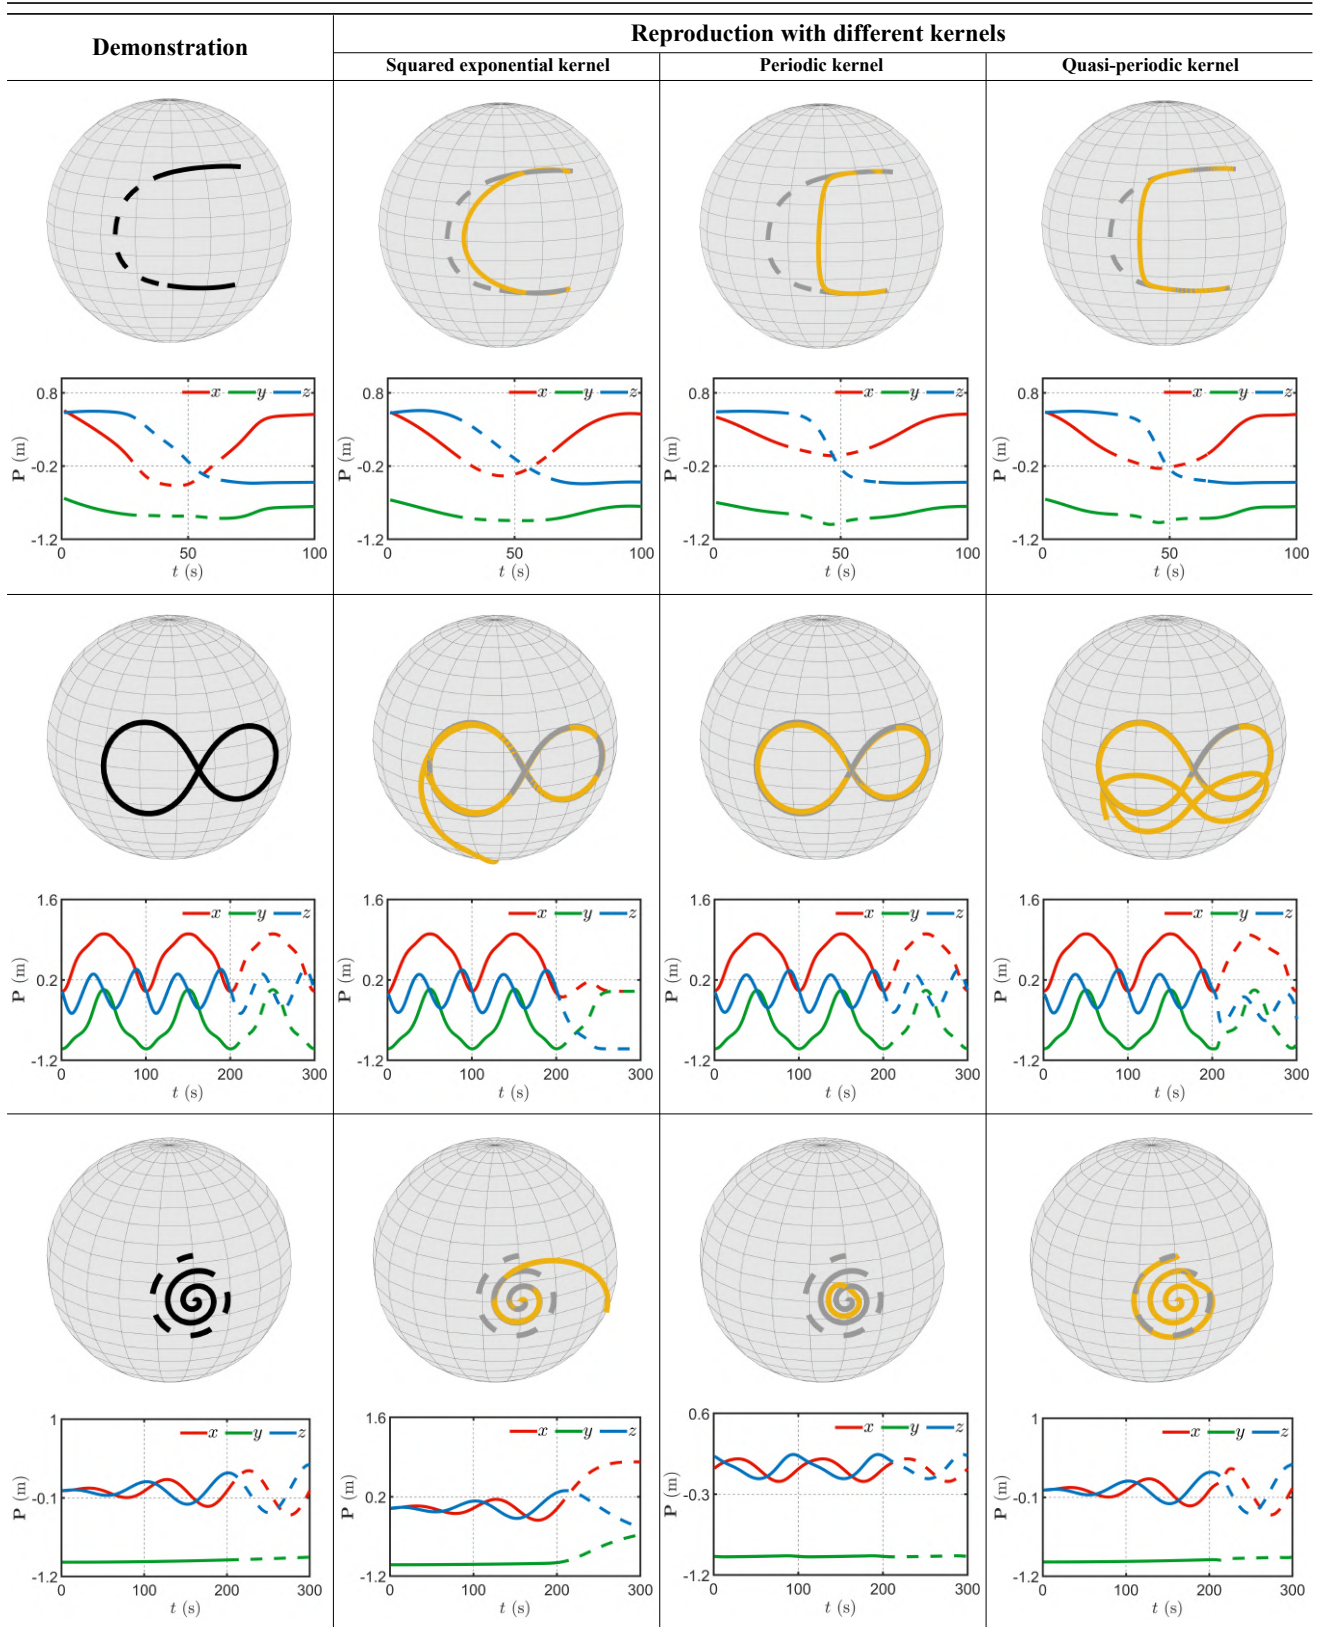 Demonstration
Reproduction with different kernels
Squared exponential kernel
Periodic kernel
Quasi-periodic kernel
0.8
-0.2
-1.2
P (m)
x y z
0 50 100
t (s)
0.8
-0.2
-1.2
P (m)
x y z
0 50 100
t (s)
0.8
-0.2
-1.2
P (m)
x y z
0 50 100
t (s)
0.8
-0.2
-1.2
P (m)
x y z
0 50 100
t (s)
1.6
0.2
-1.2
P (m)
x y z
0 100 200 300
t (s)
1.6
0.2
-1.2
P (m)
x y z
0 100 200 300
t (s)
1.6
0.2
-1.2
P (m)
x y z
0 100 200 300
t (s)
1.6
0.2
-1.2
P (m)
x y z
0 100 200 300
t (s)
1
-0.1
-1.2
P (m)
x y z
0 100 200 300
t (s)
1.6
0.2
-1.2
P (m)
x y z
0 100 200 300
t (s)
0.6
-0.3
-1.2
P (m)
x y z
0 100 200 300
t (s)
1
-0.1
-1.2
P (m)
x y z
0 100 200 300
t (s)